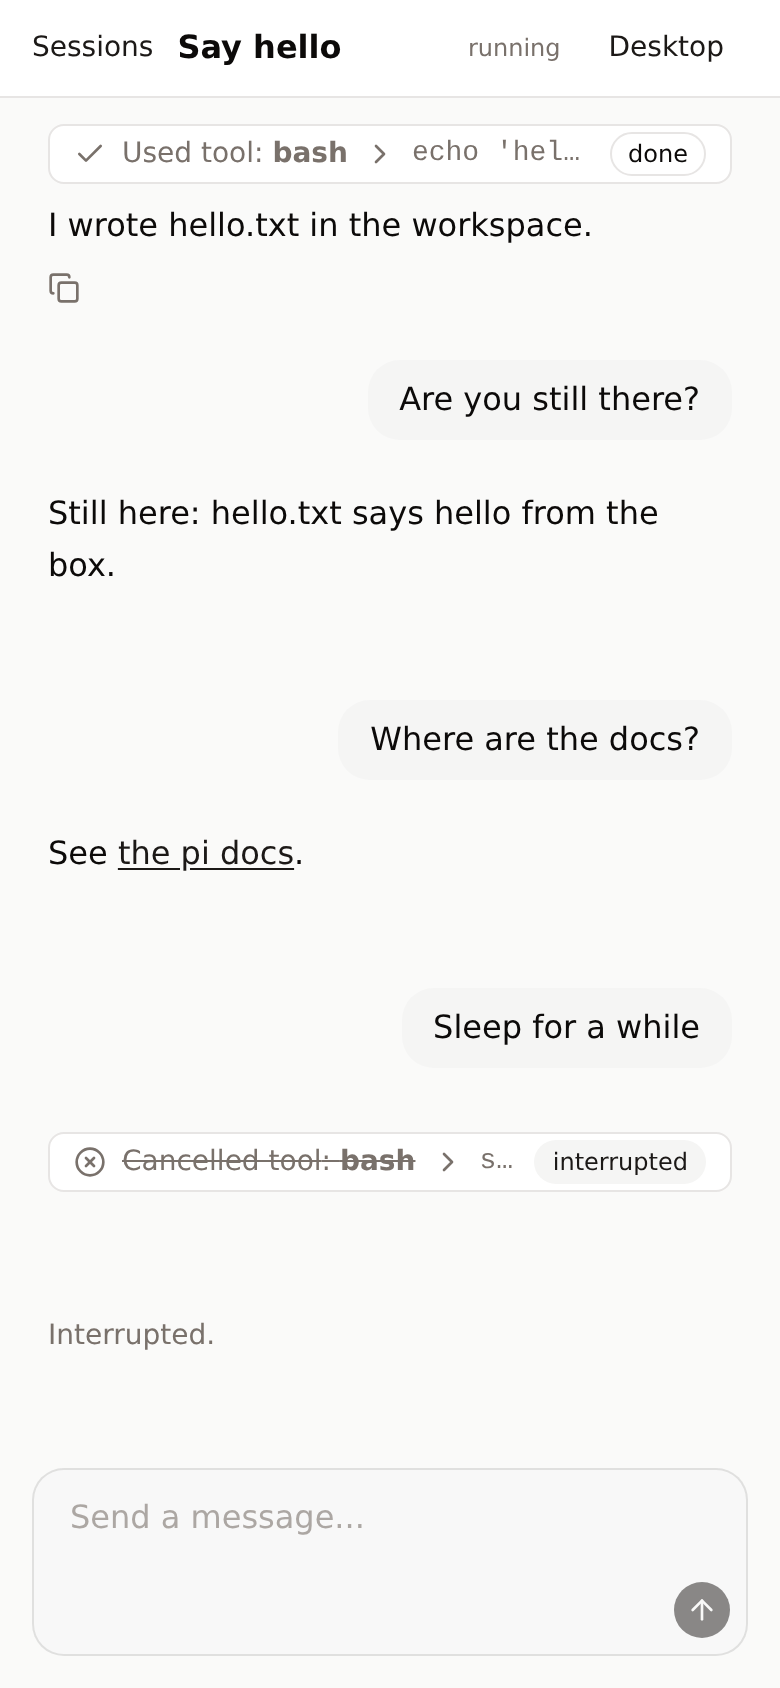 Sessions Say hello running Desktop
Used tool: bash echo 'hel… done
I wrote hello.txt in the workspace.
Are you still there?
Still here: hello.txt says hello from the
box.
Where are the docs?
See the pi docs.
Sleep for a while
Cancelled tool: bash s… interrupted
Interrupted.
Send a message...